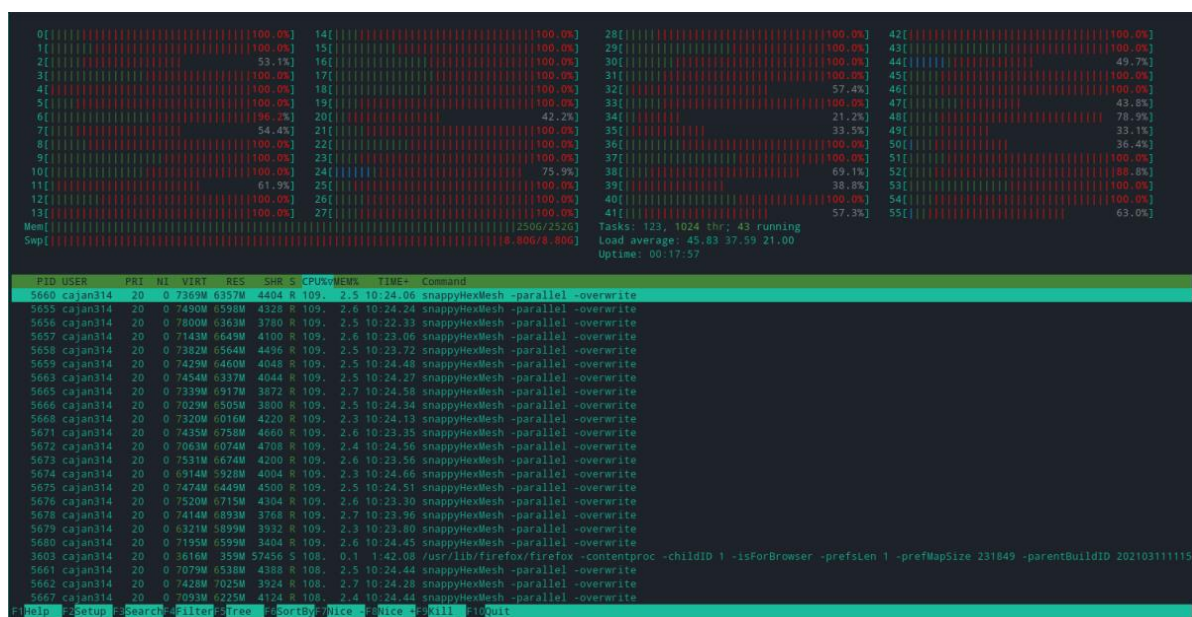 0[100.0%] 14[100.0%] 28[100.0%] 42[100.0%]
1[100.0%] 15[100.0%] 29[100.0%] 43[100.0%]
2[53.1%] 16[100.0%] 30[100.0%] 44[49.7%]
3[100.0%] 17[100.0%] 31[100.0%] 45[100.0%]
4[100.0%] 18[100.0%] 32[57.4%] 46[100.0%]
5[100.0%] 19[100.0%] 33[100.0%] 47[43.8%]
6[96.2%] 20[42.2%] 34[21.2%] 48[78.9%]
7[54.4%] 21[100.0%] 35[33.5%] 49[33.1%]
8[100.0%] 22[100.0%] 36[100.0%] 50[36.4%]
9[100.0%] 23[100.0%] 37[100.0%] 51[100.0%]
10[100.0%] 24[75.9%] 38[69.1%] 52[88.8%]
11[61.9%] 25[100.0%] 39[38.8%] 53[100.0%]
12[100.0%] 26[100.0%] 40[100.0%] 54[100.0%]
13[100.0%] 27[100.0%] 41[57.3%] 55[63.0%]
Mem[250G/252G] Tasks: 123, 1024 thr; 43 running
Swp[8.80G/8.80G] Load average: 45.83 37.59 21.00
Uptime: 00:17:57
PID USER PRI NI VIRT RES SHR S CPU%▽MEM% TIME+ Command
5660 cajan314 20 0 7369M 6357M 4404 R 109. 2.5 10:24.06 snappyHexMesh -parallel -overwrite
5655 cajan314 20 0 7490M 6598M 4328 R 109. 2.6 10:24.24 snappyHexMesh -parallel -overwrite
5656 cajan314 20 0 7800M 6363M 3780 R 109. 2.5 10:22.33 snappyHexMesh -parallel -overwrite
5657 cajan314 20 0 7143M 6649M 4100 R 109. 2.6 10:23.06 snappyHexMesh -parallel -overwrite
5658 cajan314 20 0 7382M 6564M 4496 R 109. 2.5 10:23.72 snappyHexMesh -parallel -overwrite
5659 cajan314 20 0 7429M 6460M 4048 R 109. 2.5 10:24.48 snappyHexMesh -parallel -overwrite
5663 cajan314 20 0 7454M 6337M 4044 R 109. 2.5 10:24.27 snappyHexMesh -parallel -overwrite
5665 cajan314 20 0 7339M 6917M 3872 R 109. 2.7 10:24.58 snappyHexMesh -parallel -overwrite
5666 cajan314 20 0 7029M 6505M 3800 R 109. 2.5 10:24.34 snappyHexMesh -parallel -overwrite
5668 cajan314 20 0 7320M 6016M 4220 R 109. 2.3 10:24.13 snappyHexMesh -parallel -overwrite
5671 cajan314 20 0 7435M 6758M 4660 R 109. 2.6 10:23.35 snappyHexMesh -parallel -overwrite
5672 cajan314 20 0 7063M 6074M 4708 R 109. 2.4 10:24.56 snappyHexMesh -parallel -overwrite
5673 cajan314 20 0 7531M 6674M 4200 R 109. 2.6 10:23.56 snappyHexMesh -parallel -overwrite
5674 cajan314 20 0 6914M 5928M 4004 R 109. 2.3 10:24.66 snappyHexMesh -parallel -overwrite
5675 cajan314 20 0 7474M 6449M 4500 R 109. 2.5 10:24.51 snappyHexMesh -parallel -overwrite
5676 cajan314 20 0 7520M 6715M 4304 R 109. 2.6 10:23.30 snappyHexMesh -parallel -overwrite
5678 cajan314 20 0 7414M 6893M 3768 R 109. 2.7 10:23.96 snappyHexMesh -parallel -overwrite
5679 cajan314 20 0 6321M 5899M 3932 R 109. 2.3 10:23.80 snappyHexMesh -parallel -overwrite
5680 cajan314 20 0 7195M 6599M 3404 R 109. 2.6 10:24.45 snappyHexMesh -parallel -overwrite
3603 cajan314 20 0 3616M 359M 57456 S 108. 0.1 1:42.08 /usr/lib/firefox/firefox -contentproc -childID 1 -isForBrowser -prefsLen 1 -prefMapSize 231849 -parentBuildID 202103111115
5661 cajan314 20 0 7079M 6538M 4388 R 108. 2.5 10:24.44 snappyHexMesh -parallel -overwrite
5662 cajan314 20 0 7428M 7025M 3924 R 108. 2.7 10:24.28 snappyHexMesh -parallel -overwrite
5667 cajan314 20 0 7093M 6225M 4124 R 108. 2.4 10:24.44 snappyHexMesh -parallel -overwrite
F1Help F2Setup F3SearchF4FilterF5Tree F6SortByF7Nice -F8Nice +F9Kill F10Quit